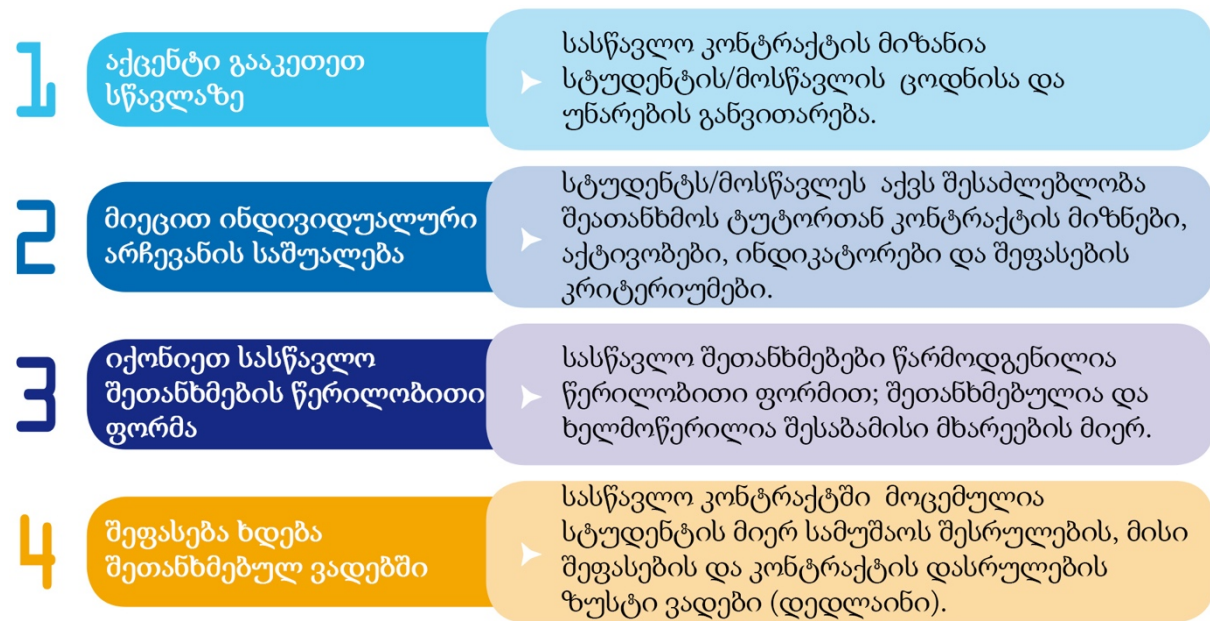 1
აქცენტი გააკეთეთ
სწავლაზე
სასწავლო კონტრაქტის მიზანია
სტუდენტის/მოსწავლის ცოდნისა და
უნარების განვითარება.
2
მიეცით ინდივიდუალური
არჩევანის საშუალება
სტუდენტს/მოსწავლეს აქვს შესაძლებლობა
შეათანხმოს ტუტორთან კონტრაქტის მიზნები,
აქტივობები, ინდიკატორები და შეფასების
კრიტერიუმები.
3
იქონიეთ სასწავლო
შეთანხმების წერილობითი
ფორმა
სასწავლო შეთანხმებები წარმოდგენილია
წერილობითი ფორმით; შეთანხმებულია და
ხელმოწერილია შესაბამისი მხარეების მიერ.
4
შეფასება ხდება
შეთანხმებულ ვადებში
სასწავლო კონტრაქტში მოცემულია
სტუდენტის მიერ სამუშაოს შესრულების, მისი
შეფასების და კონტრაქტის დასრულების
ზუსტი ვადები (დედლაინი).